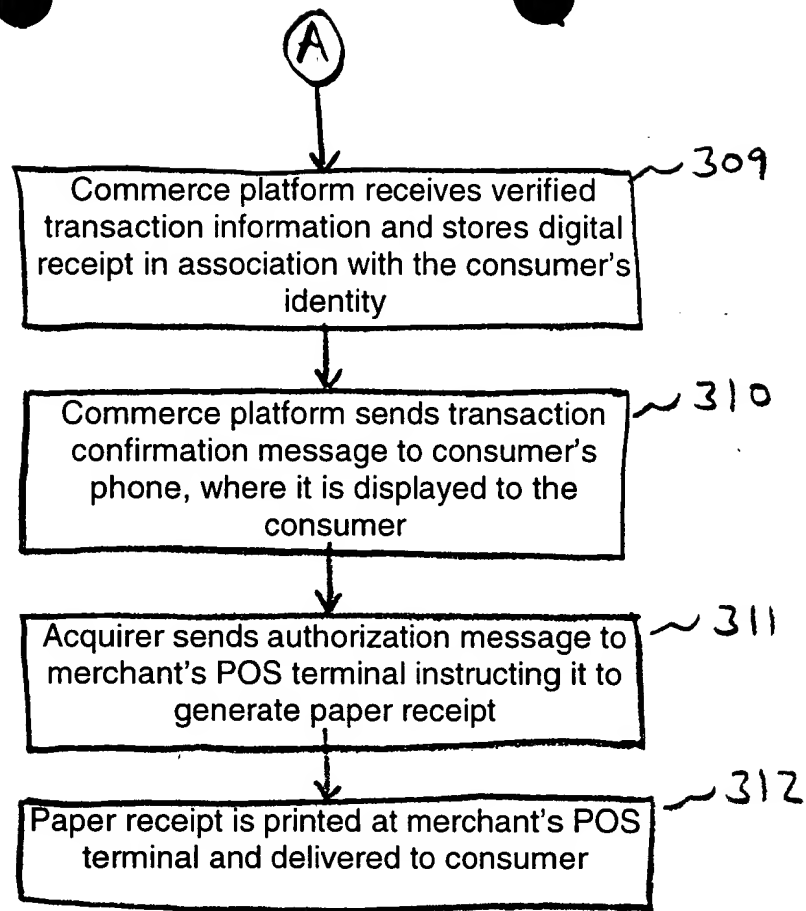 A
309
Commerce platform receives verified
transaction information and stores digital
receipt in association with the consumer's
identity
310
Commerce platform sends transaction
confirmation message to consumer's
phone, where it is displayed to the
consumer
311
Acquirer sends authorization message to
merchant's POS terminal instructing it to
generate paper receipt
312
Paper receipt is printed at merchant's POS
terminal and delivered to consumer